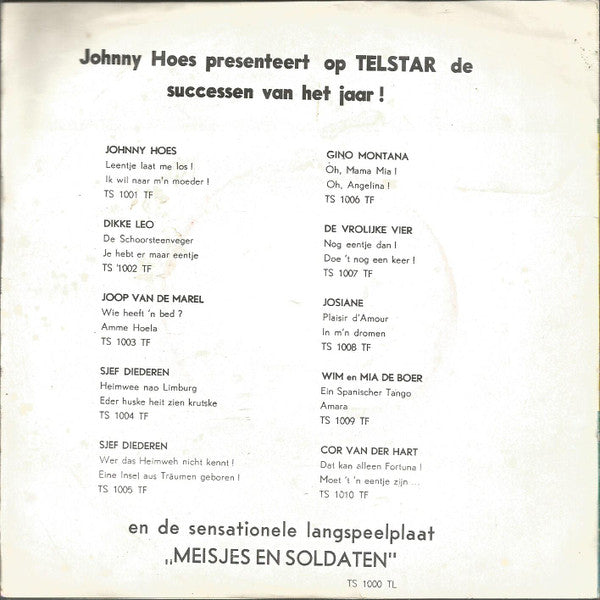 Johnny Hoes presenteert op TELSTAR de
successen van het jaar !
JOHNNY HOES
Leentje laat me los !
Ik wil naar m'n moeder !
TS 1001 TF
DIKKE LEO
De Schoorsteenveger
Je hebt er maar eentje
TS 1002 TF
JOOP VAN DE MAREL
Wie heeft 'n bed ?
Amme Hoela
TS 1003 TF
SJEF DIEDEREN
Heimwee nao Limburg
Eder huske heit zien krutske
TS 1004 TF
SJEF DIEDEREN
Wer das Heimweh nicht kennt !
Eine Insel aus Träumen geboren !
TS 1005 TF
GINO MONTANA
Oh, Mama Mia !
Oh, Angelina !
TS 1006 TF
DE VROLIJKE VIER
Nog eentje dan !
Doe 't nog een keer !
TS 1007 TF
JOSIANE
Plaisir d'Amour
In m'n dromen
TS 1008 TF
WIM en MIA DE BOER
Ein Spanischer Tango
Amara
TS 1009 TF
COR VAN DER HART
Dat kan alleen Fortuna !
Moet 't 'n eentje zijn ...
TS 1010 TF
en de sensationele langspeelplaat
„MEISJES EN SOLDATEN"
TS 1000 TL